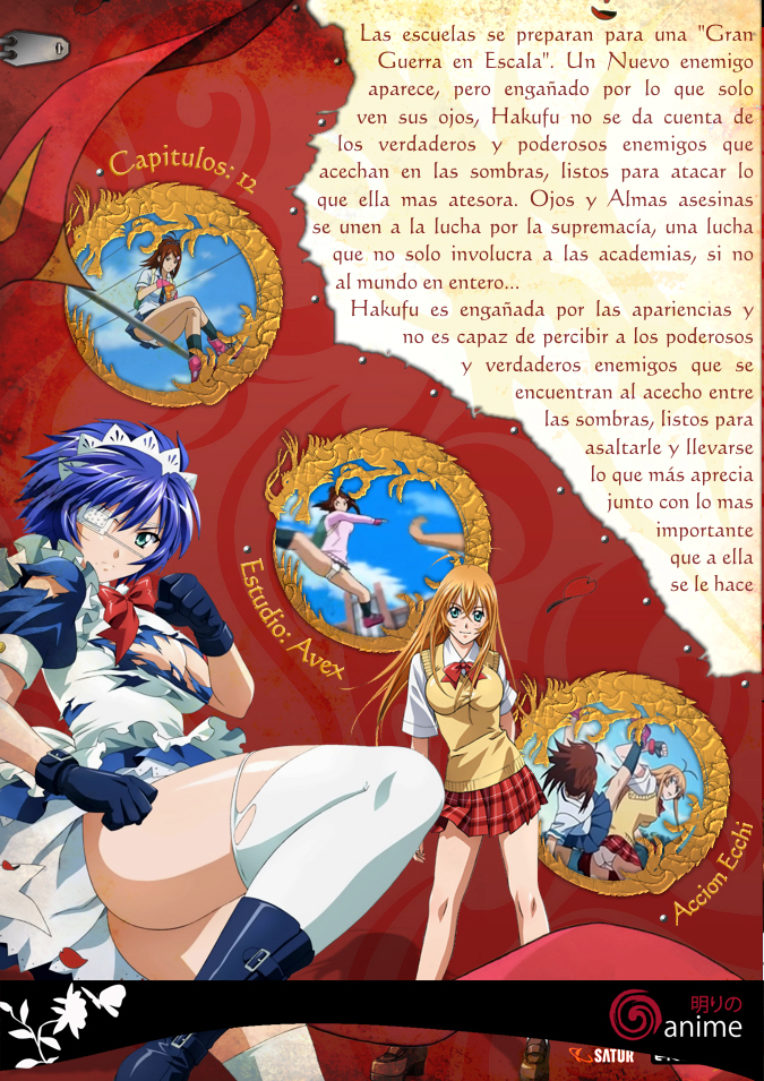 Las escuelas se preparan para una "Gran
Guerra en Escala". Un Nuevo enemigo
aparece, pero engañado por lo que solo
ven sus ojos, Hakufu no se da cuenta de
los verdaderos y poderosos enemigos que
acechan en las sombras, listos para atacar lo
que ella mas atesora. Ojos y Almas asesinas
se unen a la lucha por la supremacía, una lucha
que no solo involucra a las academias, si no
al mundo en entero...
Hakufu es engañada por las apariencias y
no es capaz de percibir a los poderosos
y verdaderos enemigos que se
encuentran al acecho entre
las sombras, listos para
asaltarle y llevarse
lo que más aprecia
junto con lo mas
importante
que a ella
se le hace
Capitulos: 12
Estudio: Avex
Accion Ecchi
明りの
anime
SATUR